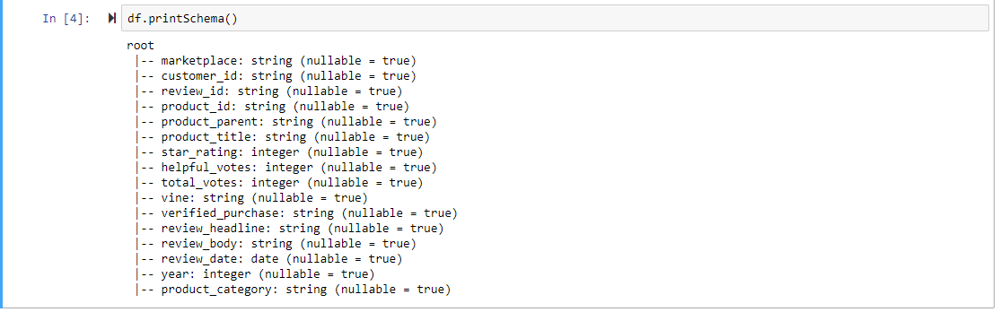 In [4]: df.printSchema()
root
|-- marketplace: string (nullable = true)
|-- customer_id: string (nullable = true)
|-- review_id: string (nullable = true)
|-- product_id: string (nullable = true)
|-- product_parent: string (nullable = true)
|-- product_title: string (nullable = true)
|-- star_rating: integer (nullable = true)
|-- helpful_votes: integer (nullable = true)
|-- total_votes: integer (nullable = true)
|-- vine: string (nullable = true)
|-- verified_purchase: string (nullable = true)
|-- review_headline: string (nullable = true)
|-- review_body: string (nullable = true)
|-- review_date: date (nullable = true)
|-- year: integer (nullable = true)
|-- product_category: string (nullable = true)